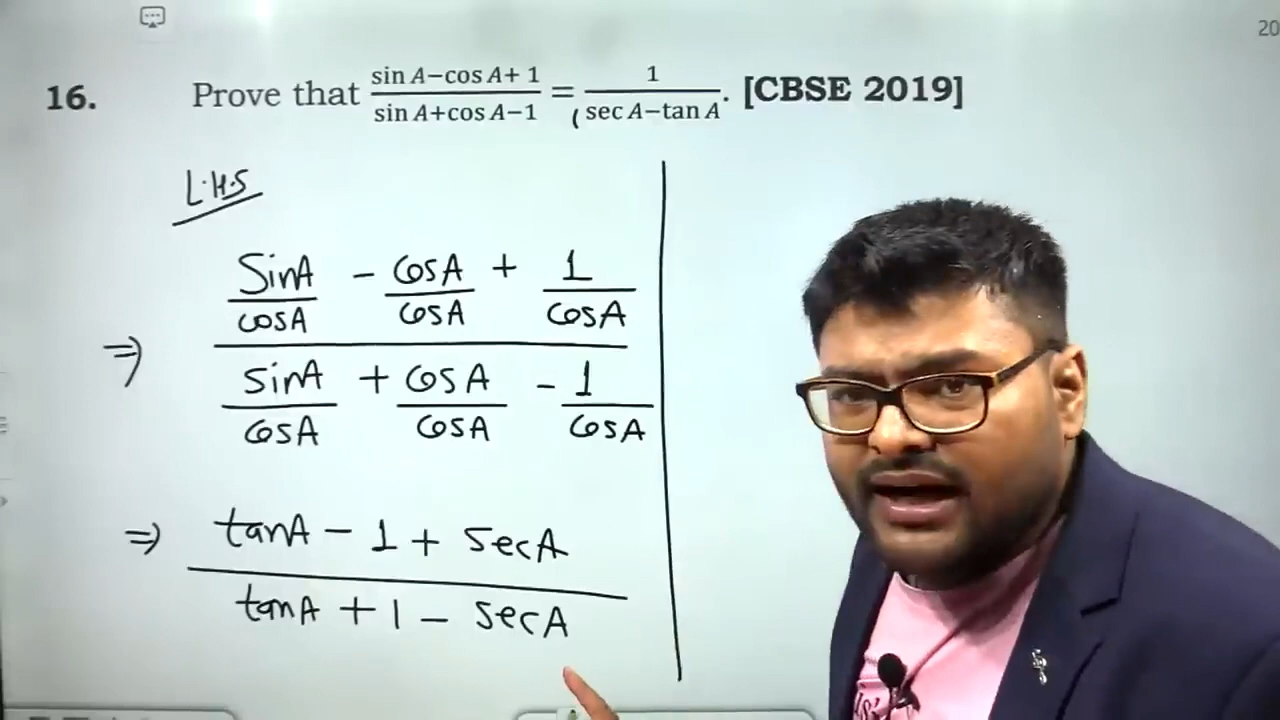 20
16. Prove that (sin A−cos A+ 1)/(sin A+cos A−1) = 1/(sec A−tan A). [CBSE 2019]
L.H.S
⇒ (SinA/cosA − cosA/cosA + 1/cosA)/(sinA/cosA + cosA/cosA − 1/cosA)
⇒ (tanA − 1 + secA)/(tanA + 1 − secA)